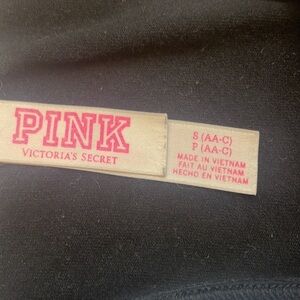 PINK
VICTORIA'S SECRET
S (AA-C)
P (AA-C)
MADE IN VIETNAM
FAIT AU VIETNAM
HECHO EN VIETNAM